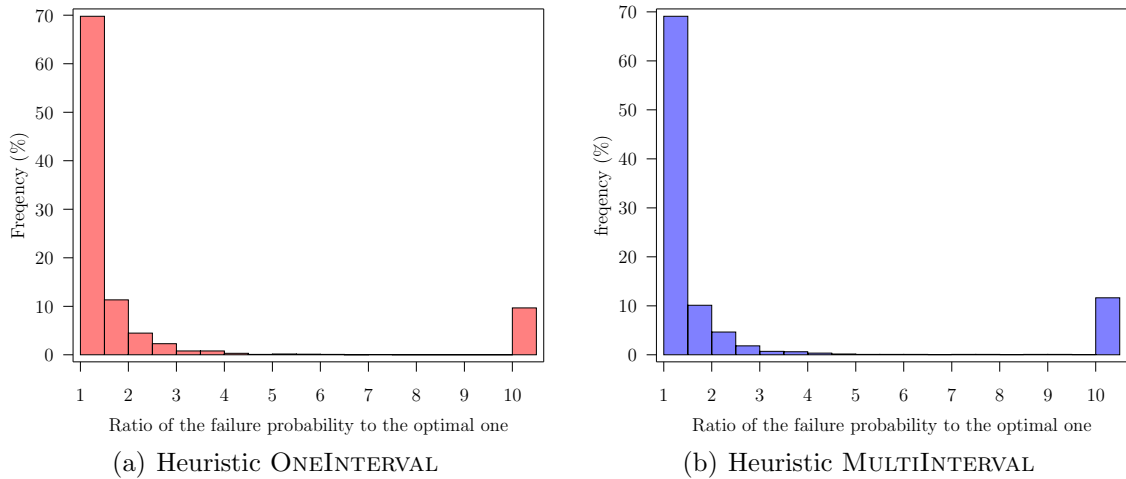 70
60
50
40
30
20
10
0
Freqency (%)
1 2 3 4 5 6 7 8 9 10
Ratio of the failure probability to the optimal one
(a) Heuristic ONEINTERVAL
70
60
50
40
30
20
10
0
freqency (%)
1 2 3 4 5 6 7 8 9 10
Ratio of the failure probability to the optimal one
(b) Heuristic MULTIINTERVAL